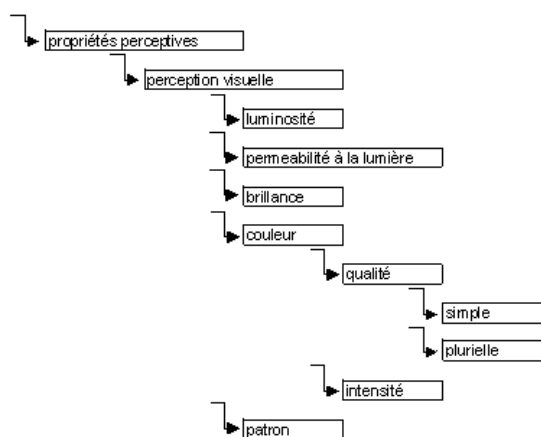 propriétés perceptives
perception visuelle
luminosité
permeabilité à la lumière
brillance
couleur
qualité
simple
plurielle
intensité
patron